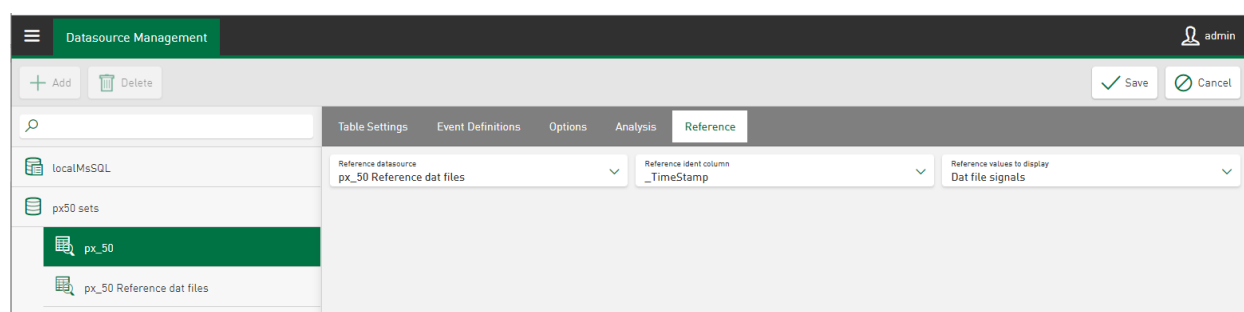 Datasource Management
admin
Add Delete Save Cancel
Table Settings Event Definitions Options Analysis Reference
localMsSQL
px50 sets
px_50
px_50 Reference dat files
Reference datasource
px_50 Reference dat files
Reference ident column
_TimeStamp
Reference values to display
Dat file signals